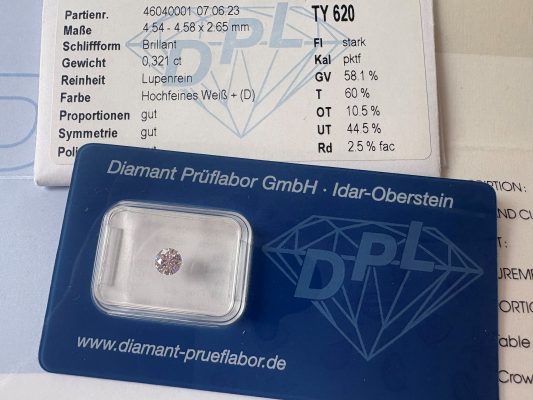 Partienr. 46040001 07.06.23 TY 620
Maße 4.54 - 4.58 x 2.65 mm
Schliffform Brillant Fl stark
Gewicht 0,321 ct Kal pktf
Reinheit Lupenrein GV 58.1 %
Farbe Hochfeines Weiß + (D) T 60 %
Proportionen gut OT 10.5 %
Symmetrie gut UT 44.5 %
gut Rd 2.5 % fac
DPL
Diamant Prüflabor GmbH · Idar-Oberstein
DPL
www.diamant-prueflabor.de